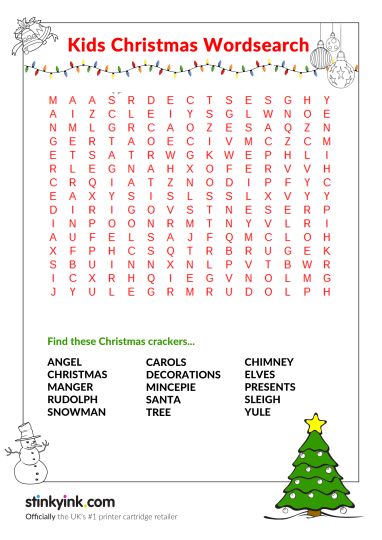 Kids Christmas Wordsearch
M A A S R D E C T S E S G H Y
A I Z C L E I Y S G L W N O E
N M L G R C A O Z E S A Q Z N
G E R T A O E C I V M C Z C M
E T S A T R W G K W E P H L I
R L E G N A H X O F E R V V H
C R Q I A T Z N O D I P F Y C
E A X Y S I S L S S L X V Y Y
D I R I G O V S T N E S E R P
I N P O O N R M T N Y V L R I
A U F E L S A J F Q M C L O H
X F P H C S Q T R B R U G E K
S B U I N N X N L P V T B W R
I C X R H Q I E G V N O L M G
J Y U L E G R M R U D O L P H
Find these Christmas crackers...
ANGEL CAROLS CHIMNEY
CHRISTMAS DECORATIONS ELVES
MANGER MINCEPIE PRESENTS
RUDOLPH SANTA SLEIGH
SNOWMAN TREE YULE
stinkyink.com
Officially the UK's #1 printer cartridge retailer